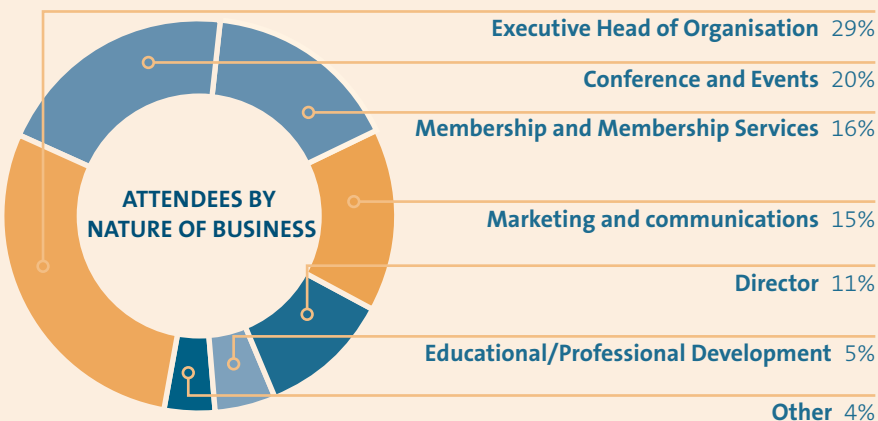 Executive Head of Organisation 29%
Conference and Events 20%
Membership and Membership Services 16%
ATTENDEES BY
NATURE OF BUSINESS
Marketing and communications 15%
Director 11%
Educational/Professional Development 5%
Other 4%